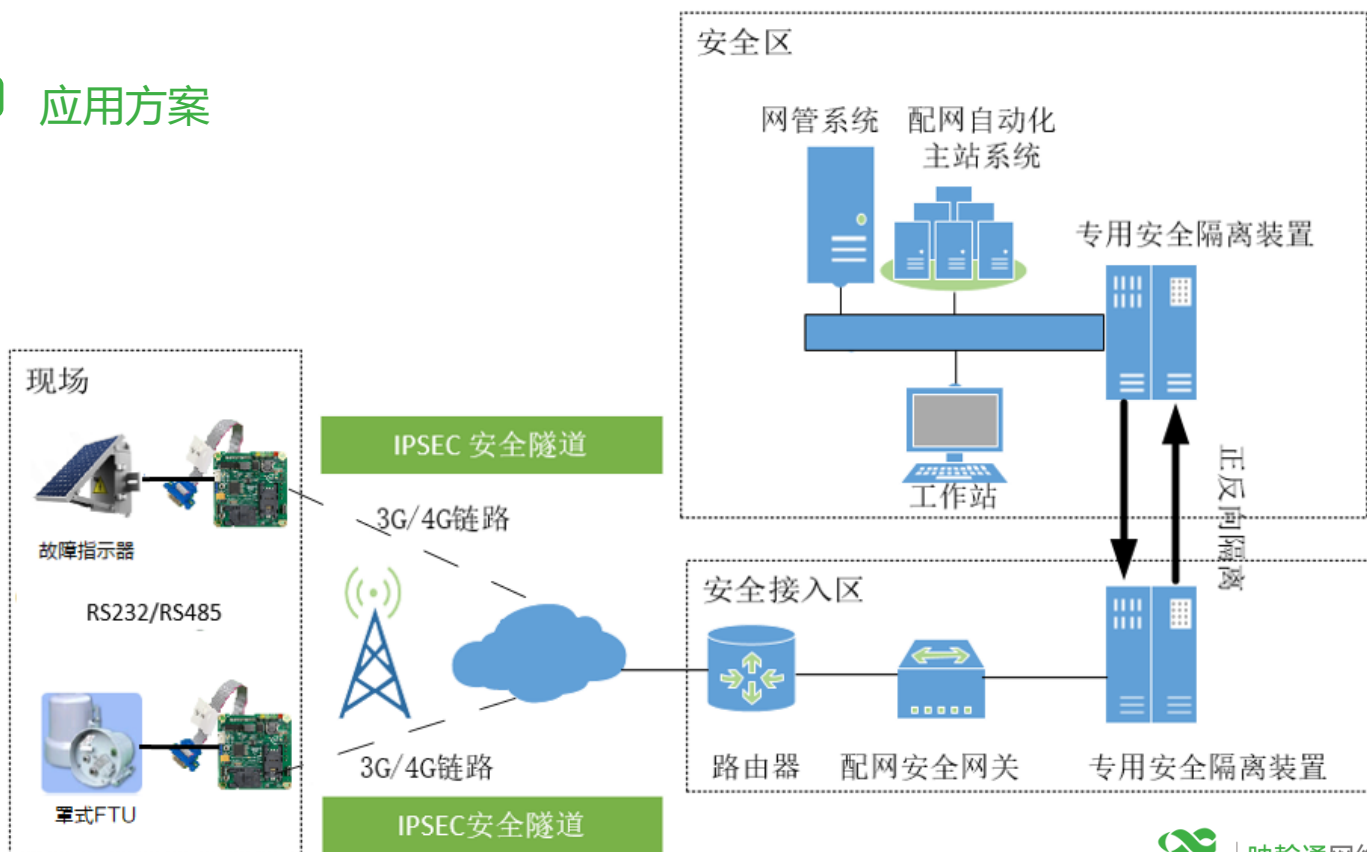 应用方案
安全区
网管系统
配网自动化
主站系统
专用安全隔离装置
工作站
正反向隔离
现场
故障指示器
RS232/RS485
罩式FTU
IPSEC 安全隧道
3G/4G链路
3G/4G链路
IPSEC安全隧道
安全接入区
路由器
配网安全网关
专用安全隔离装置